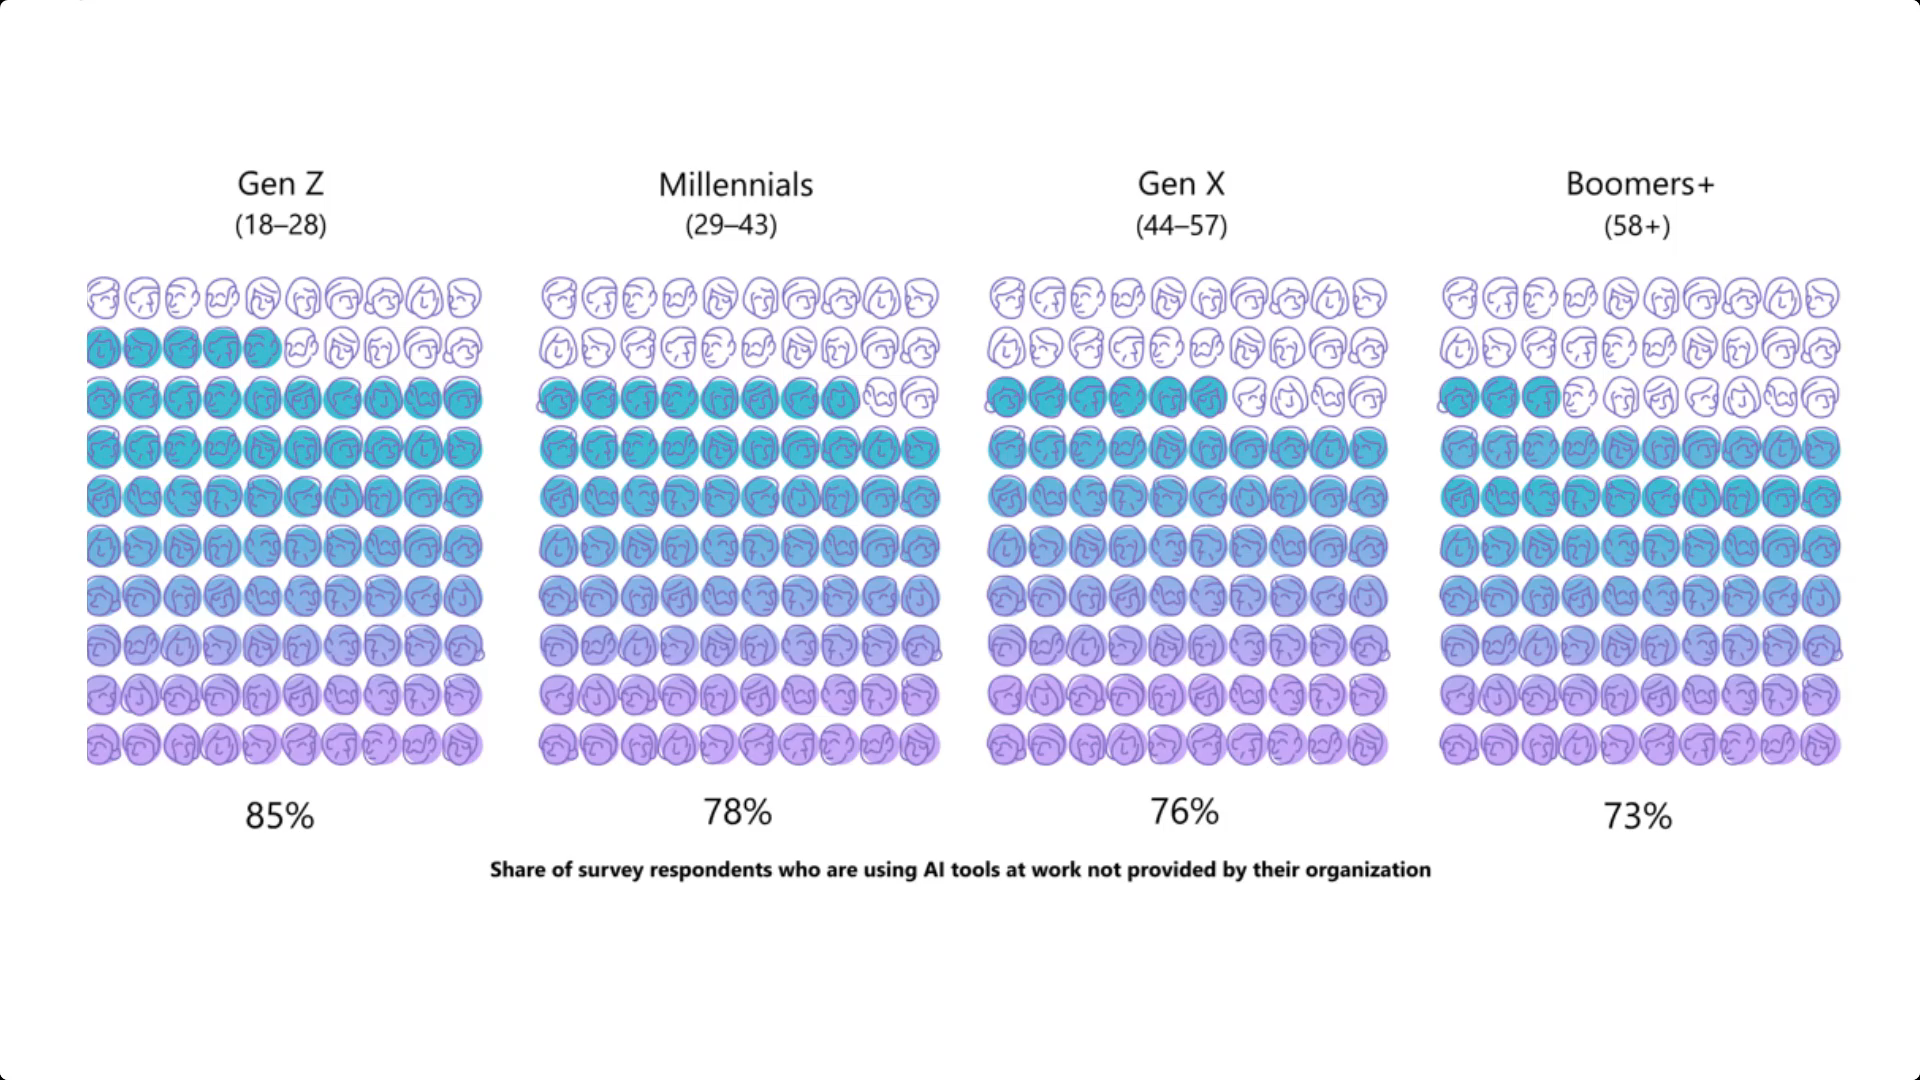 Gen Z
(18–28)
Millennials
(29–43)
Gen X
(44–57)
Boomers+
(58+)
85%
78%
76%
73%
Share of survey respondents who are using AI tools at work not provided by their organization